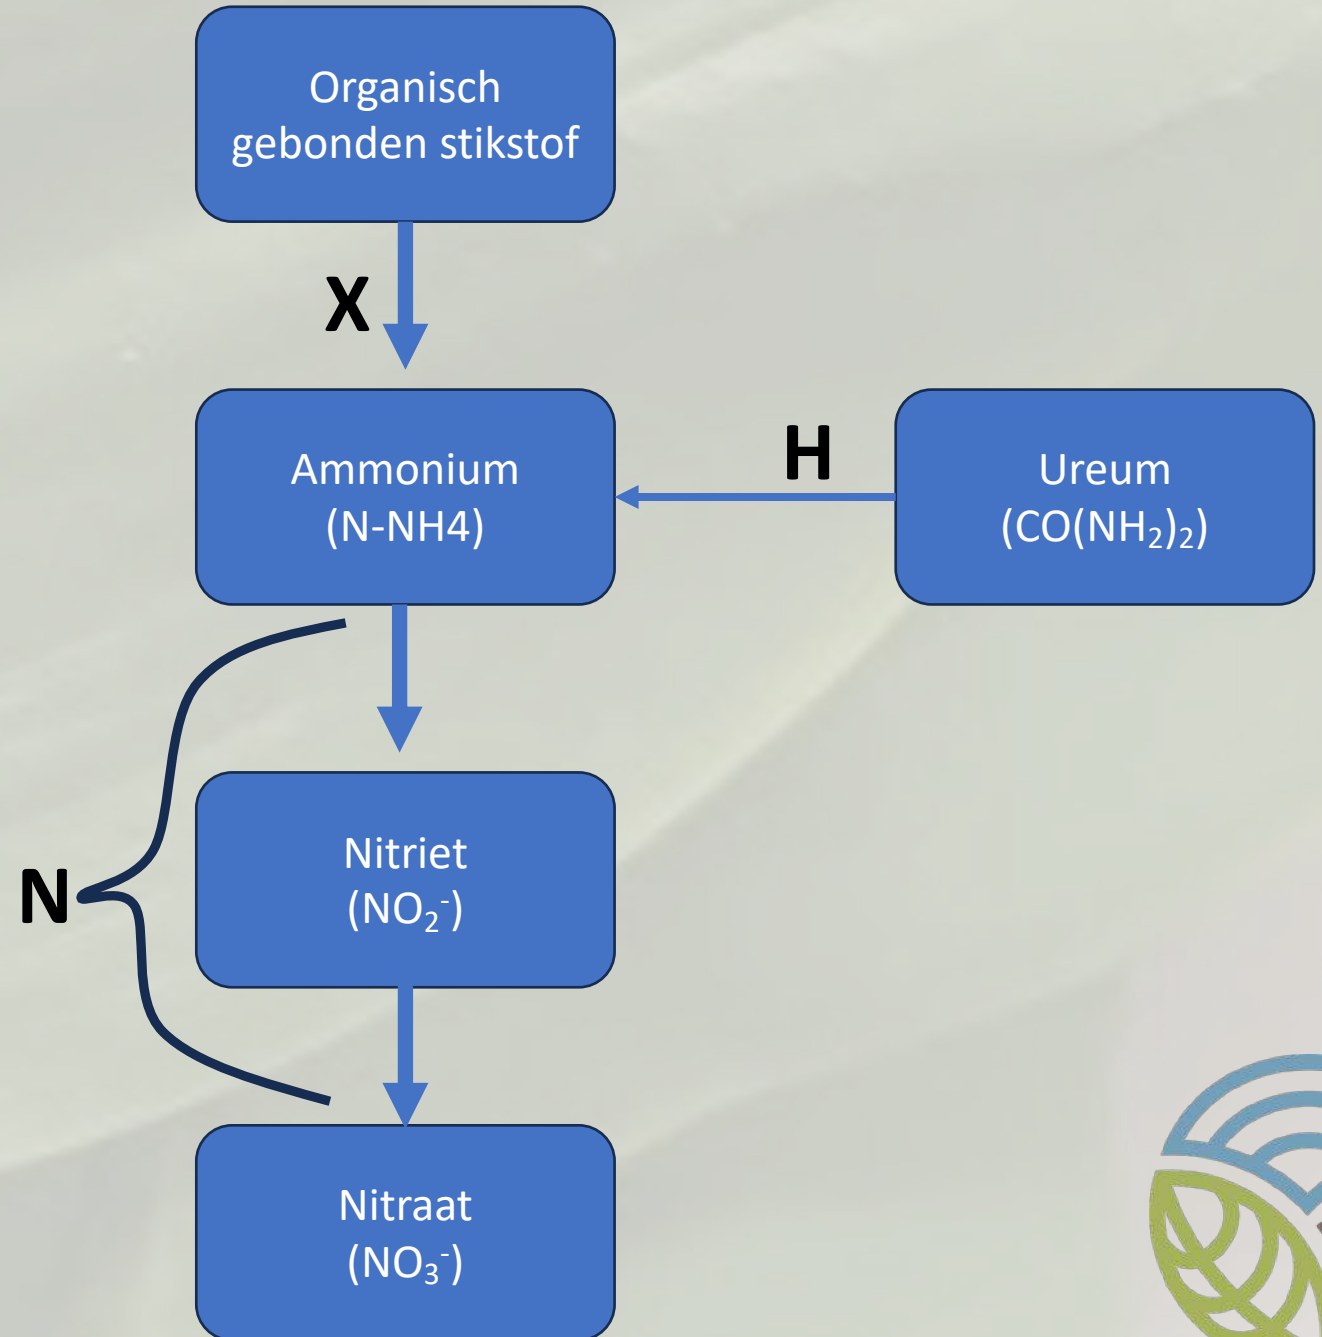 Organisch
gebonden stikstof
X
Ammonium
(N-NH4)
H
Ureum
(CO(NH₂)₂)
N
Nitriet
(NO₂⁻)
Nitraat
(NO₃⁻)